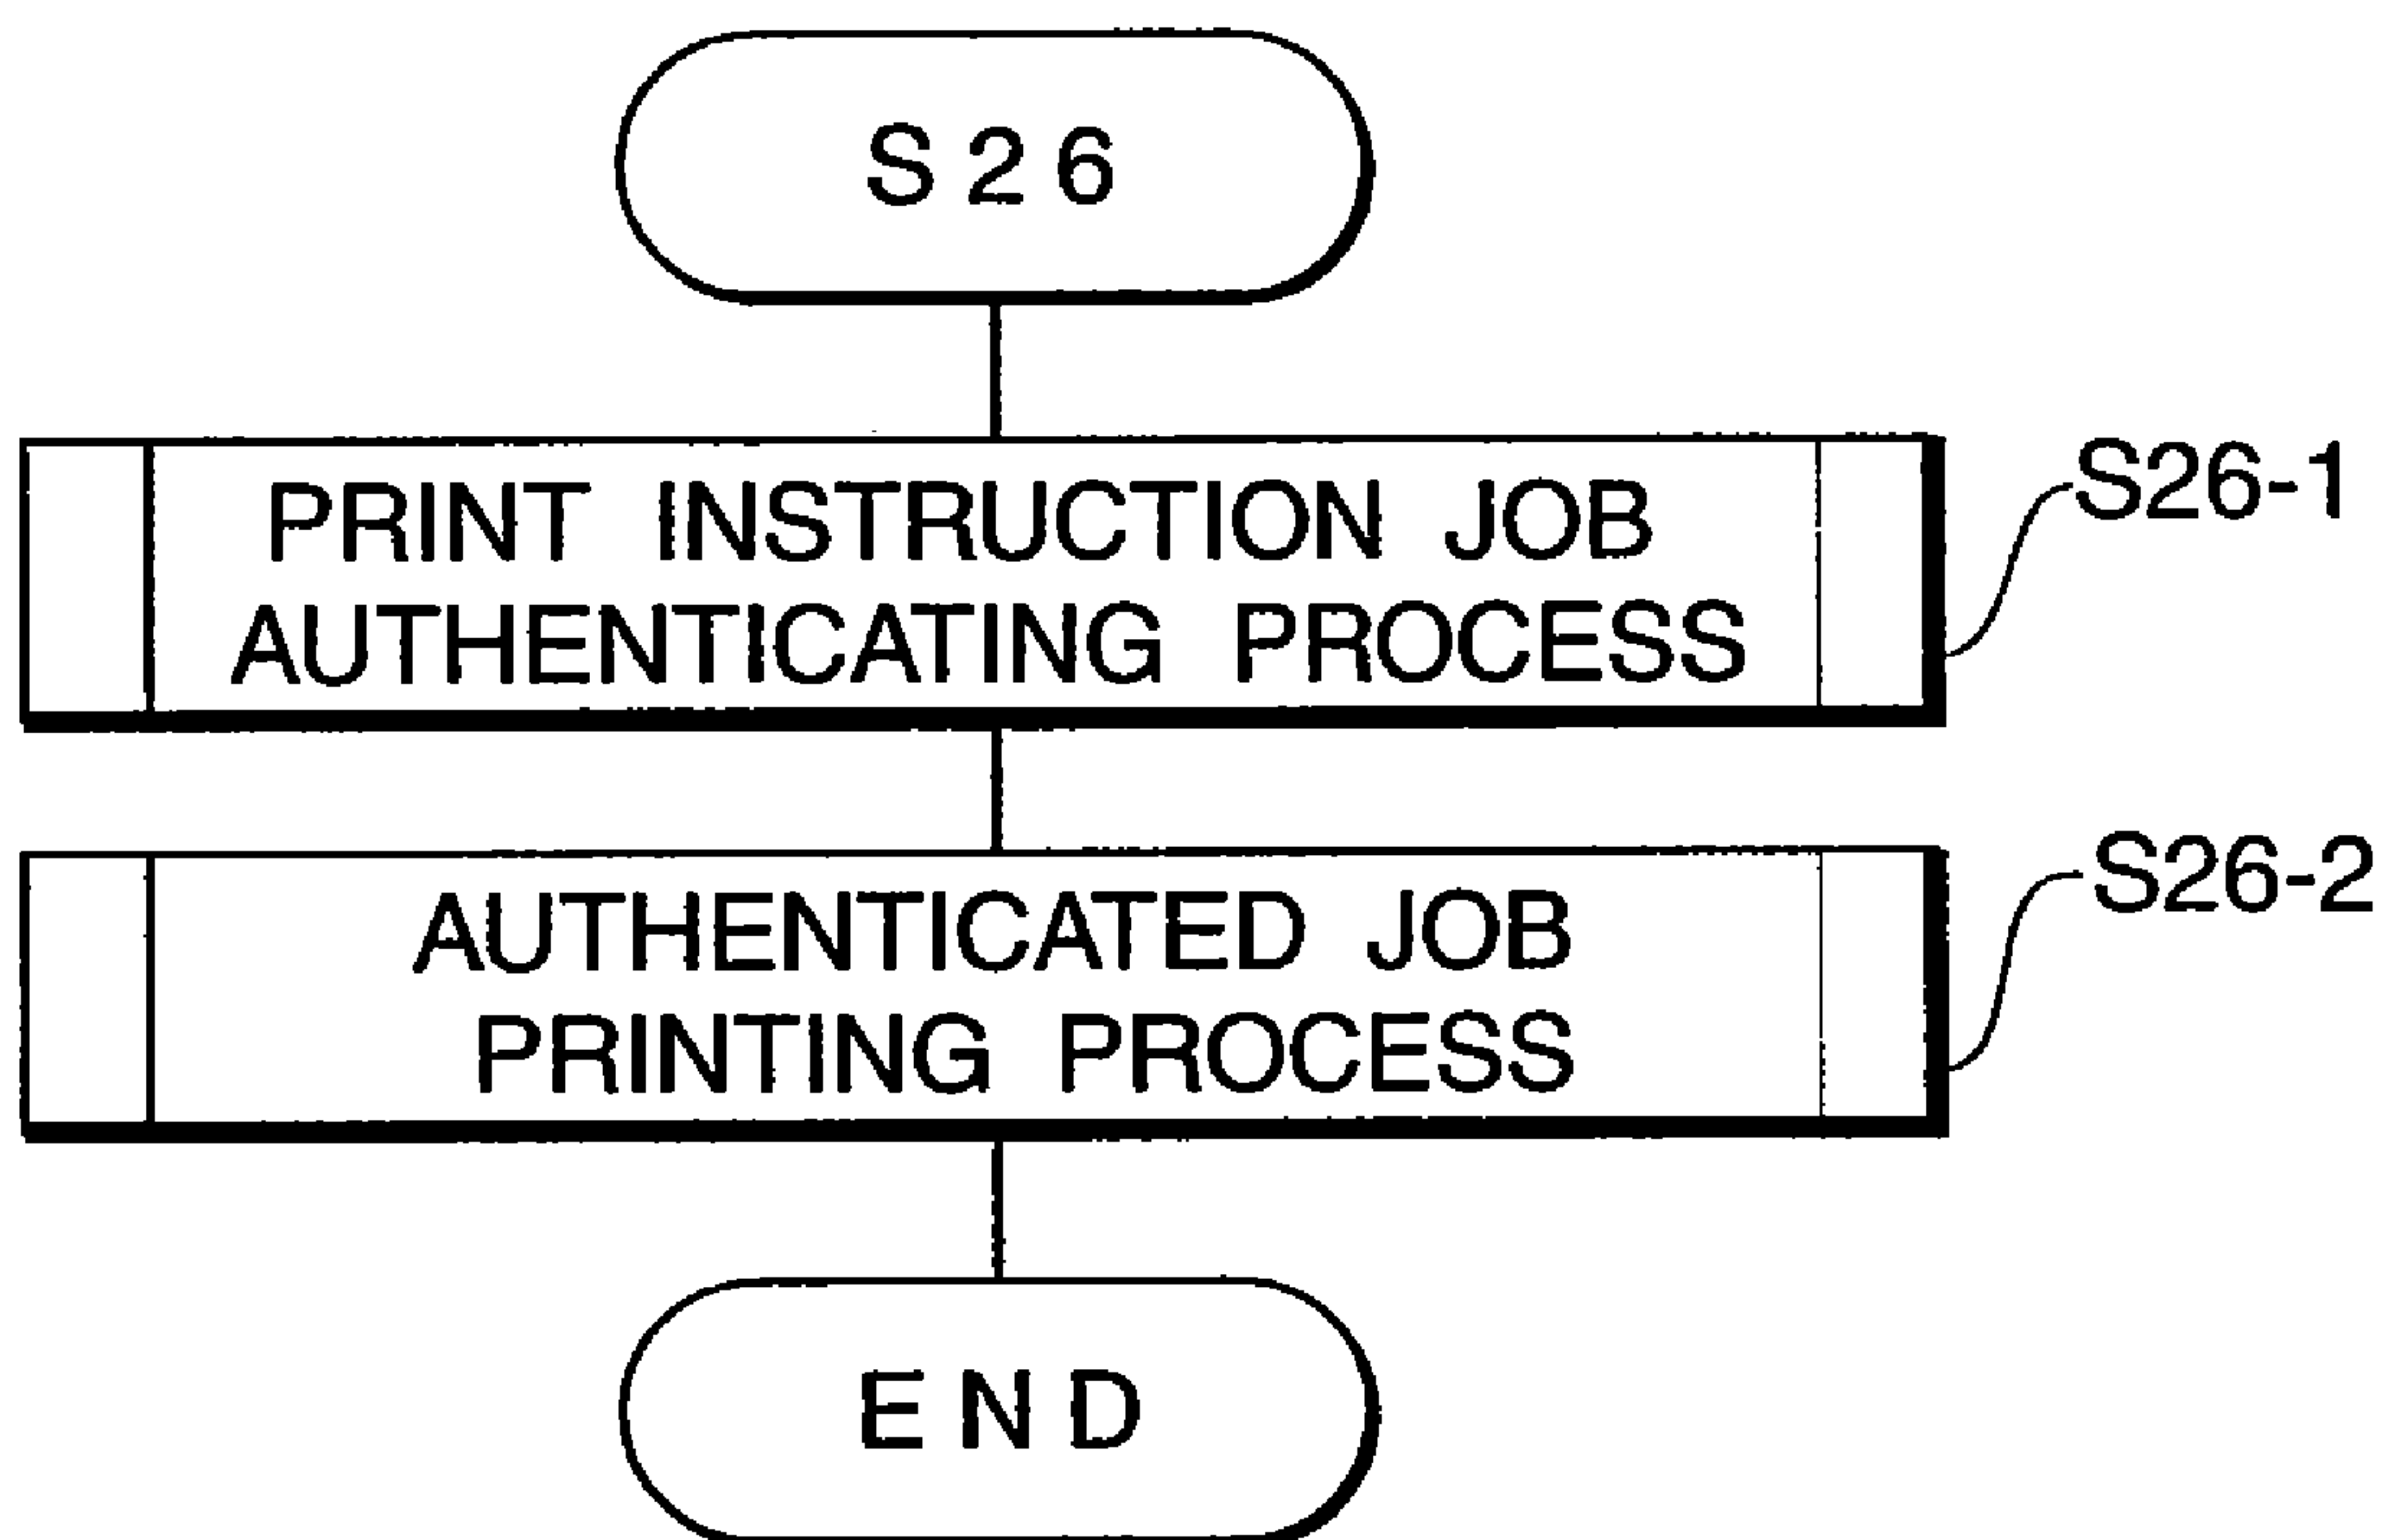 S26
PRINT INSTRUCTION JOB
AUTHENTICATING PROCESS
S26-1
AUTHENTICATED JOB
PRINTING PROCESS
S26-2
END